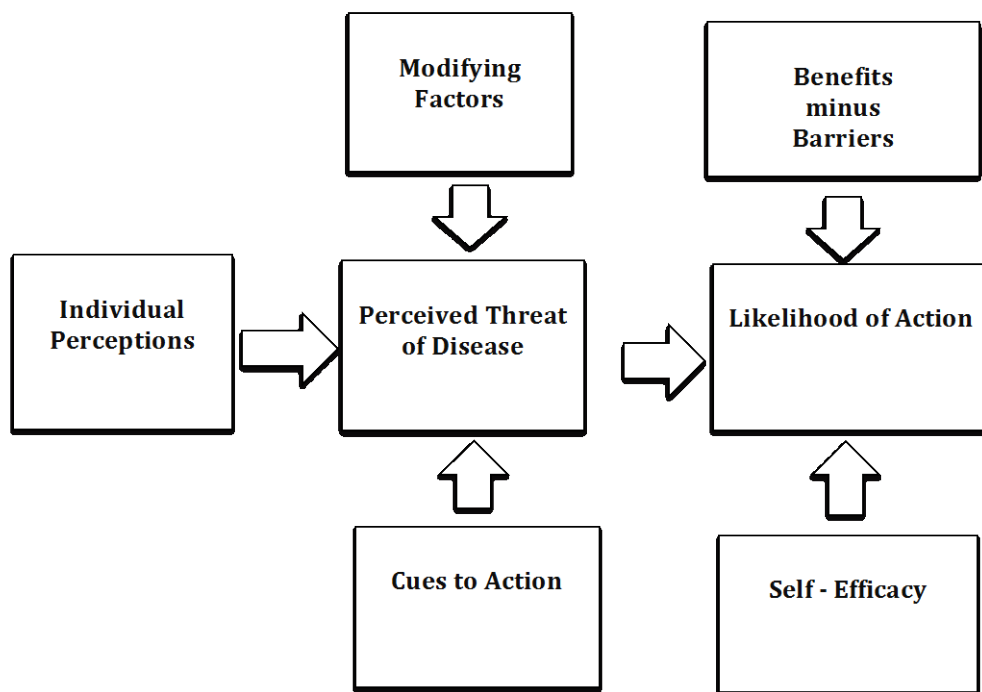 Modifying
Factors
Benefits
minus
Barriers
Individual
Perceptions
Perceived Threat
of Disease
Likelihood of Action
Cues to Action
Self - Efficacy